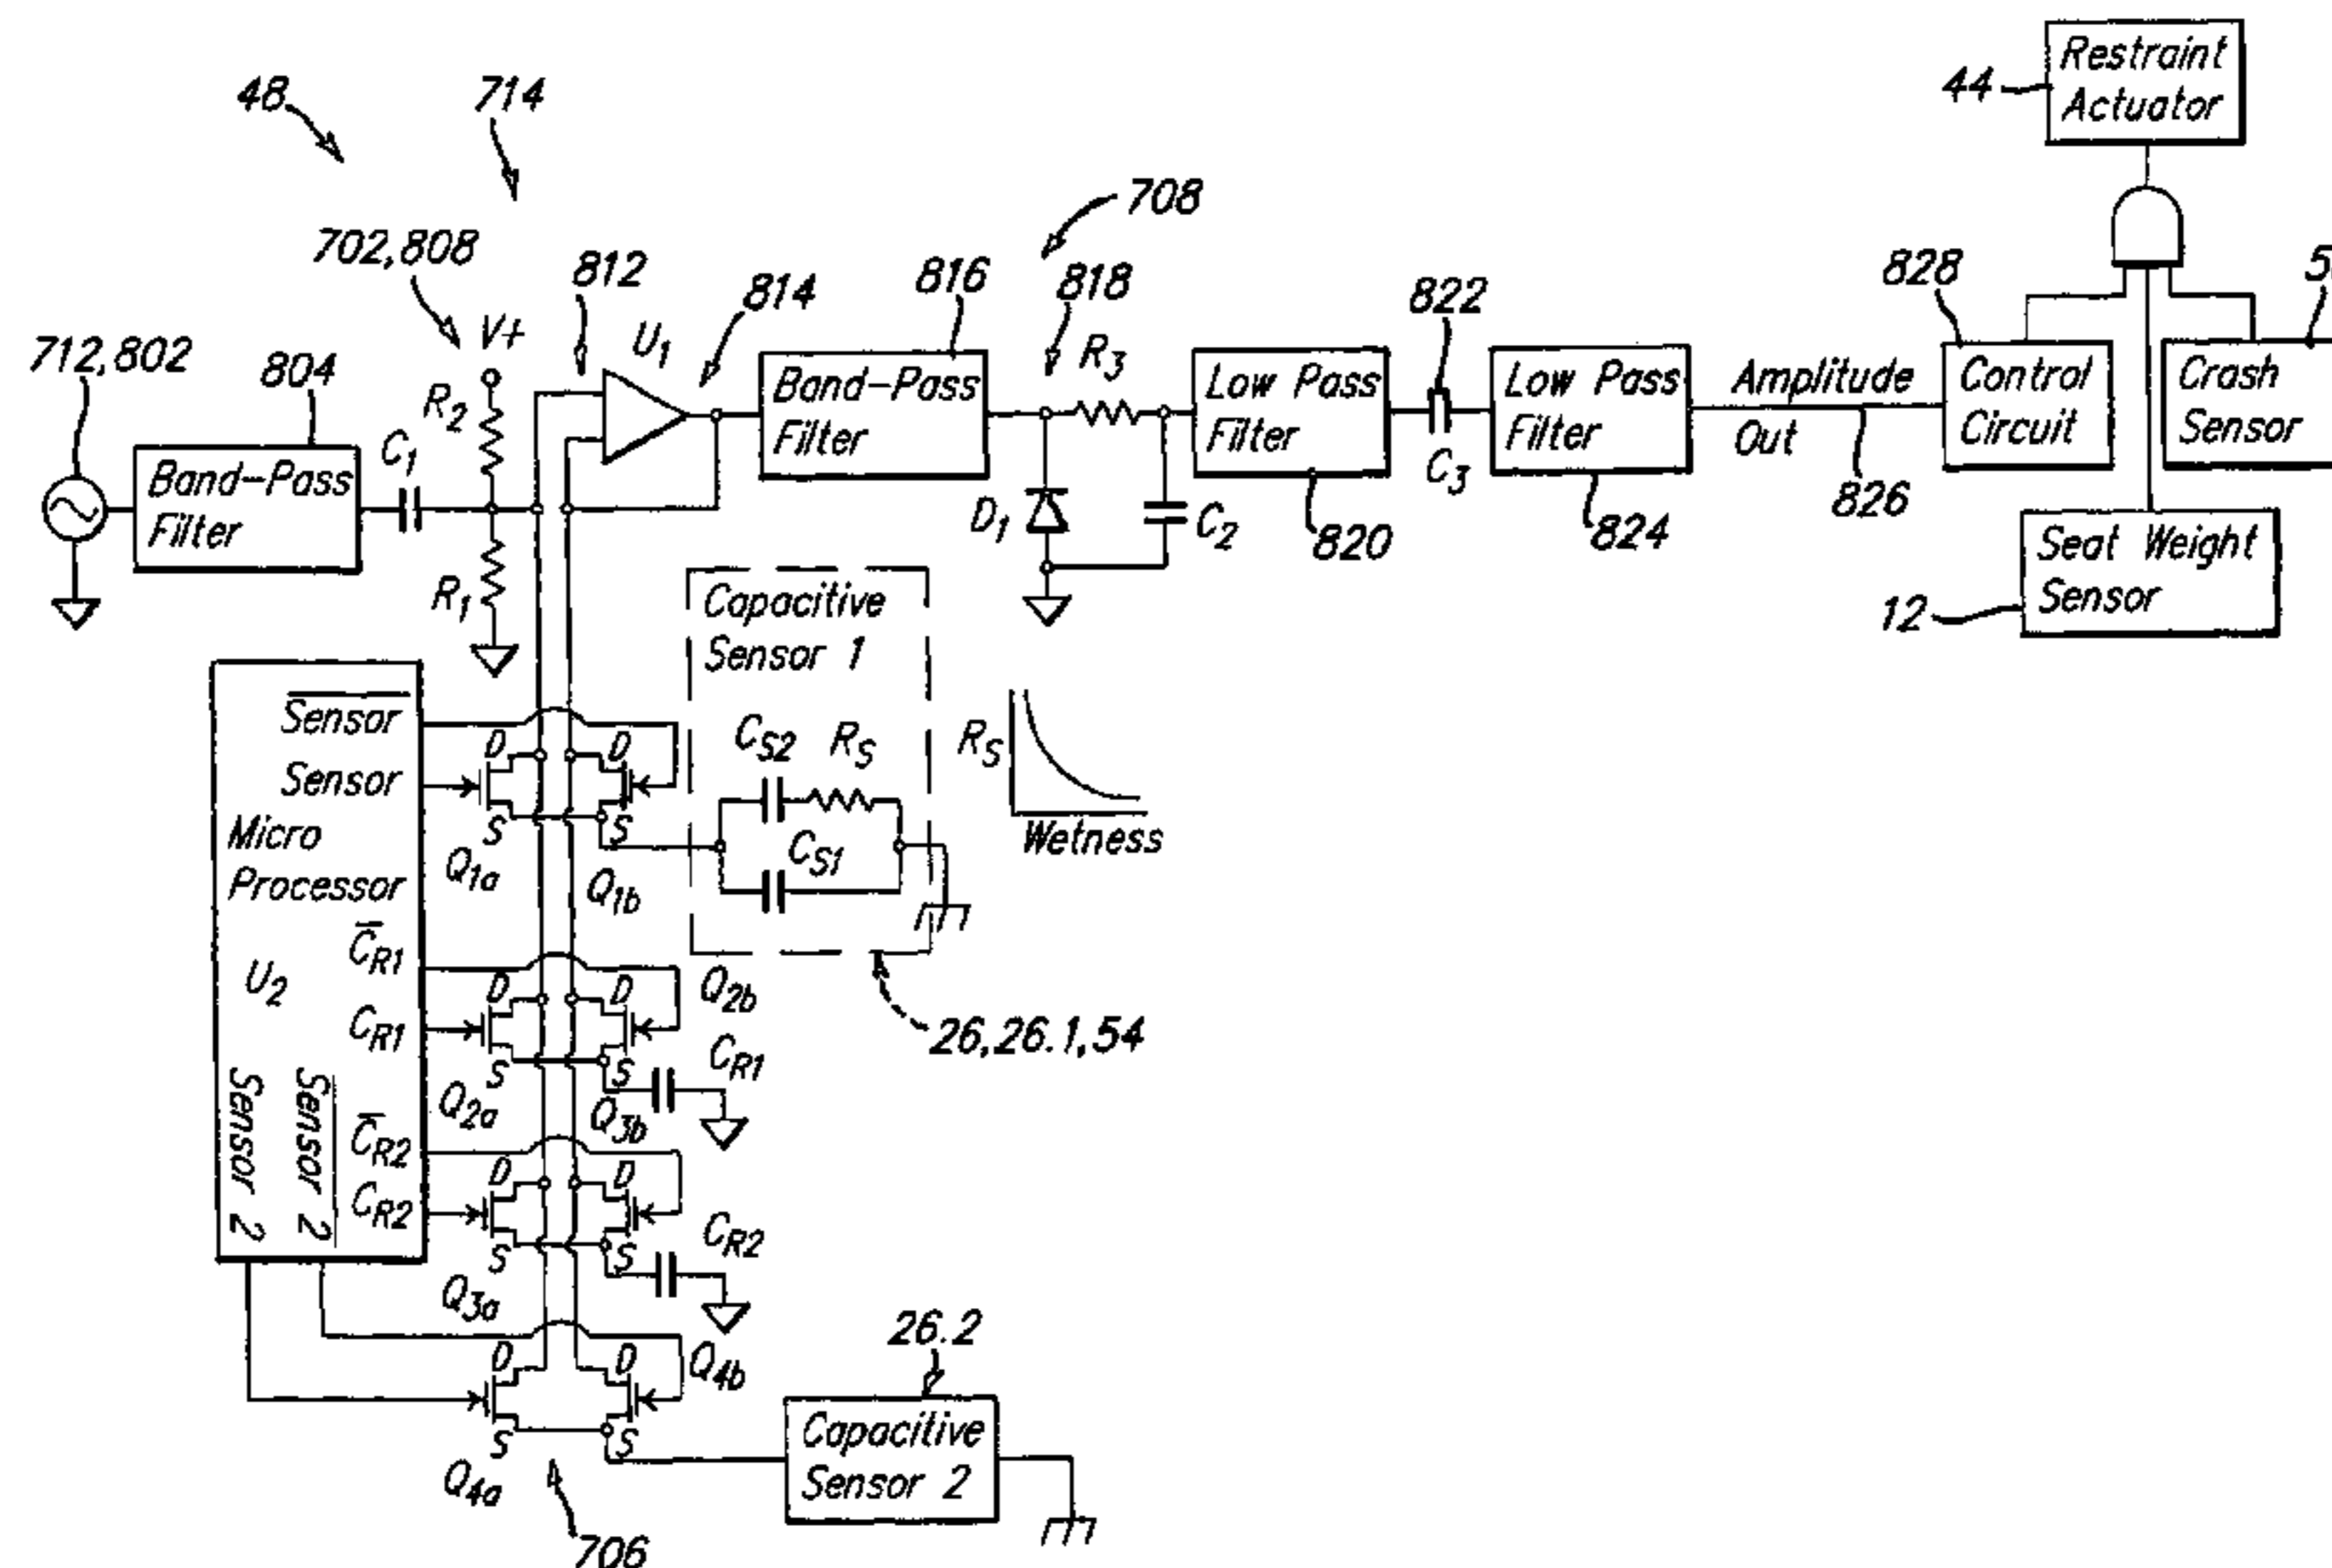 48
714
702,808
712,802
804
Band-Pass
Filter
C1
V+
R2
R1
812
U1
814
816
Band-Pass
Filter
708
818
R3
D1
C2
Low Pass
Filter
820
822
C3
Low Pass
Filter
824
Amplitude
Out
826
828
Control
Circuit
44
Restraint
Actuator
Crash
Sensor
12
Seat Weight
Sensor
Sensor
Sensor
Micro
Processor
U2
C̅R1
CR1
C̅R2
CR2
Sensor 2
Sensor 2
D
D
S
S
Q1a
Q1b
Capacitive
Sensor 1
CS2
RS
CS1
RS
Wetness
26,26.1,54
D
D
S
S
Q2a
Q2b
CR1
D
D
S
S
Q3a
Q3b
CR2
D
D
S
S
Q4a
Q4b
706
26.2
Capacitive
Sensor 2